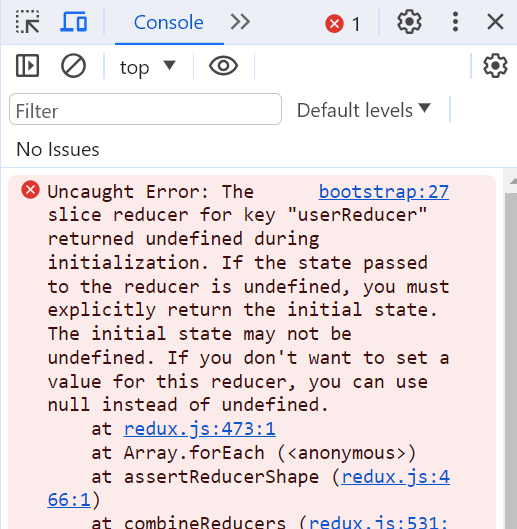 Console 1
top
Filter Default levels
No Issues
Uncaught Error: The bootstrap:27
slice reducer for key "userReducer"
returned undefined during
initialization. If the state passed
to the reducer is undefined, you must
explicitly return the initial state.
The initial state may not be
undefined. If you don't want to set a
value for this reducer, you can use
null instead of undefined.
at redux.js:473:1
at Array.forEach (<anonymous>)
at assertReducerShape (redux.js:4
66:1)
at combineReducers (redux.js:531: